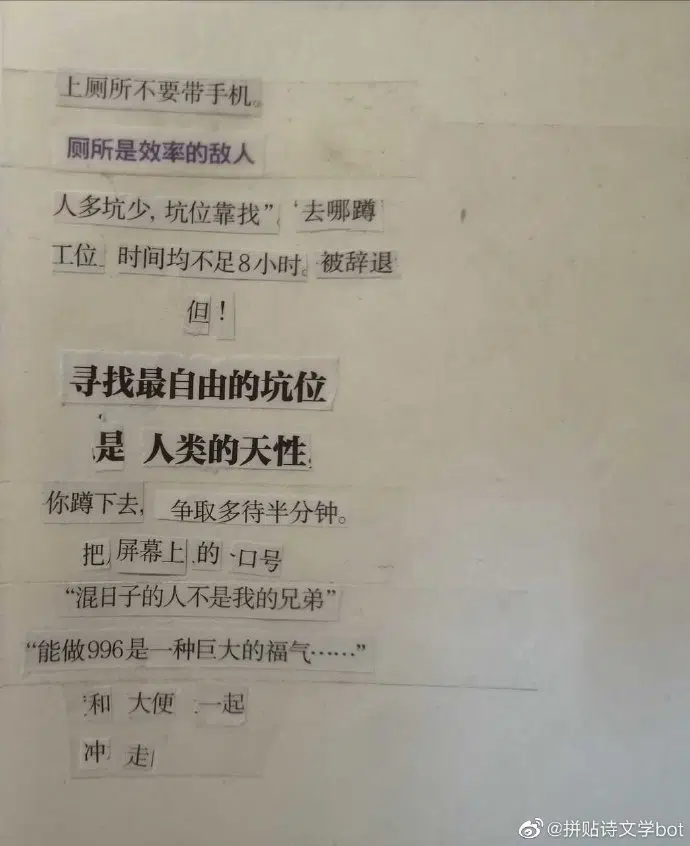 上厕所不要带手机。
厕所是效率的敌人
人多坑少,坑位靠找”,‘去哪蹲
工位 时间均不足8小时。被辞退
但!
寻找最自由的坑位
是 人类的天性,
你蹲下去, 争取多待半分钟。
把 屏幕上 的、口号
“混日子的人不是我的兄弟”
“能做996是一种巨大的福气……”
和 大便 一起
冲 走
@拼贴诗文学bot